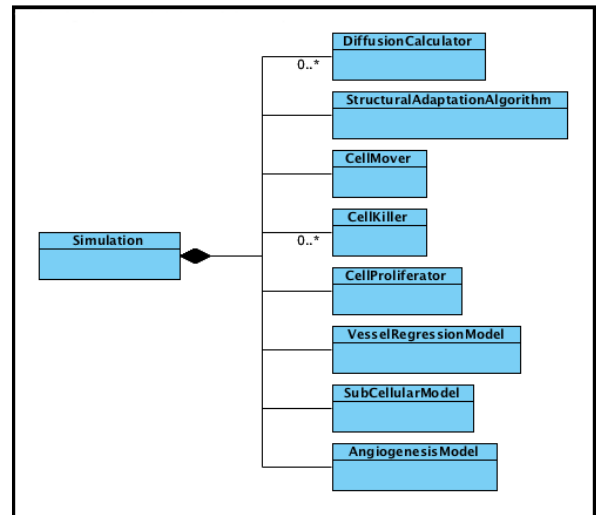 DiffusionCalculator
0..*
StructuralAdaptationAlgorithm
CellMover
CellKiller
0..*
Simulation
CellProliferator
VesselRegressionModel
SubCellularModel
AngiogenesisModel